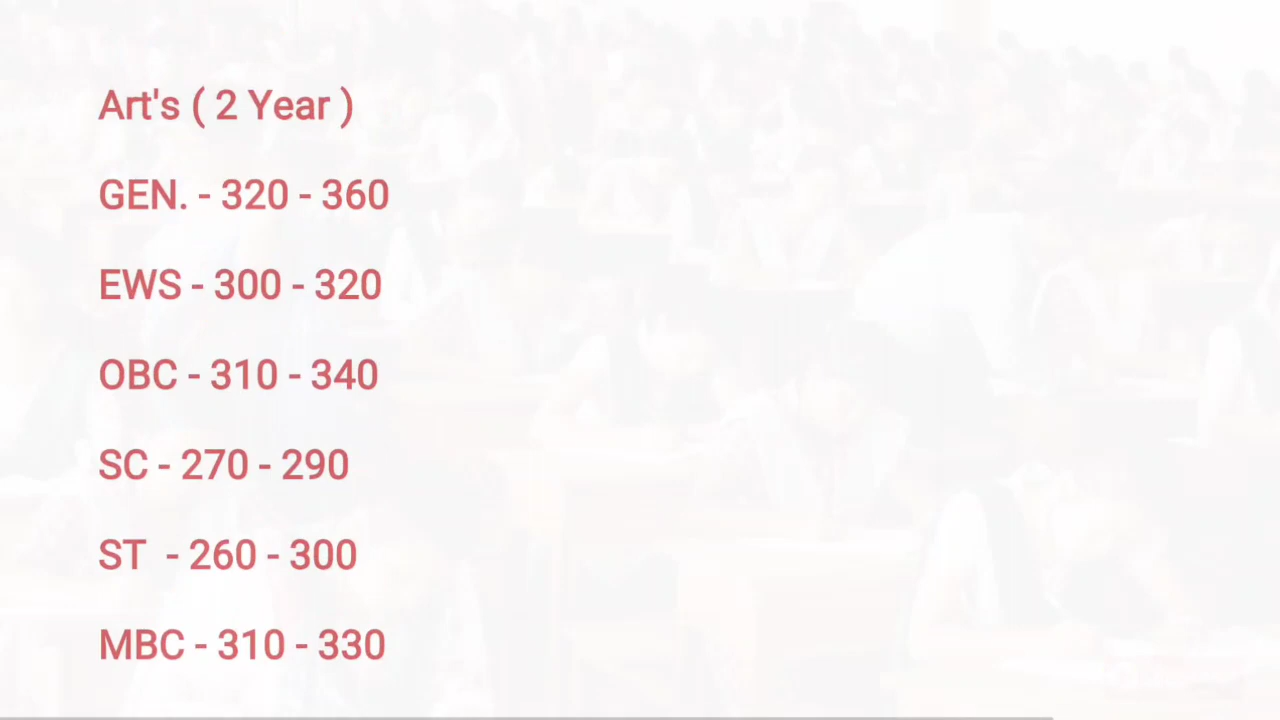 Art's ( 2 Year )
GEN. - 320 - 360
EWS - 300 - 320
OBC - 310 - 340
SC - 270 - 290
ST - 260 - 300
MBC - 310 - 330